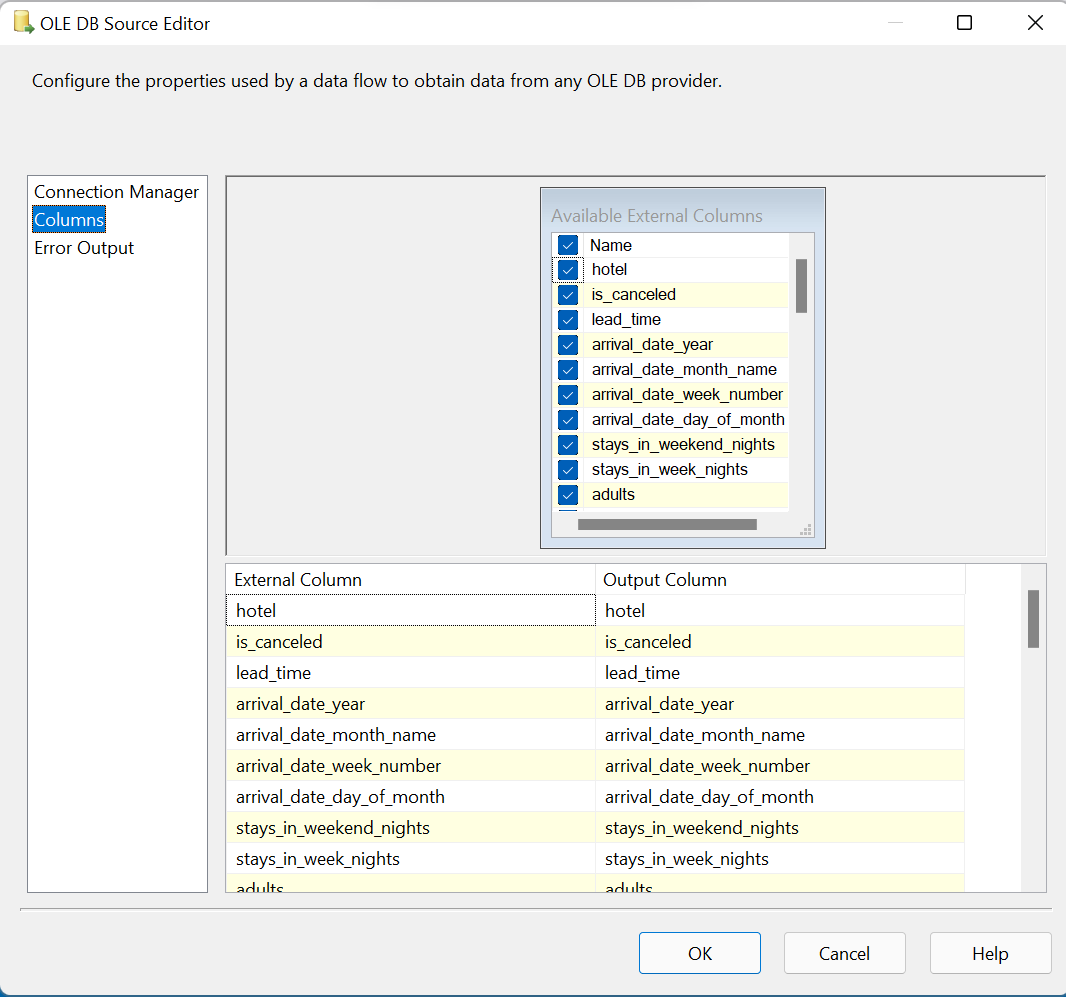 OLE DB Source Editor
Configure the properties used by a data flow to obtain data from any OLE DB provider.
Connection Manager
Columns
Error Output
Available External Columns
Name
hotel
is_canceled
lead_time
arrival_date_year
arrival_date_month_name
arrival_date_week_number
arrival_date_day_of_month
stays_in_weekend_nights
stays_in_week_nights
adults
External Column Output Column
hotel hotel
is_canceled is_canceled
lead_time lead_time
arrival_date_year arrival_date_year
arrival_date_month_name arrival_date_month_name
arrival_date_week_number arrival_date_week_number
arrival_date_day_of_month arrival_date_day_of_month
stays_in_weekend_nights stays_in_weekend_nights
stays_in_week_nights stays_in_week_nights
adults adults
OK Cancel Help